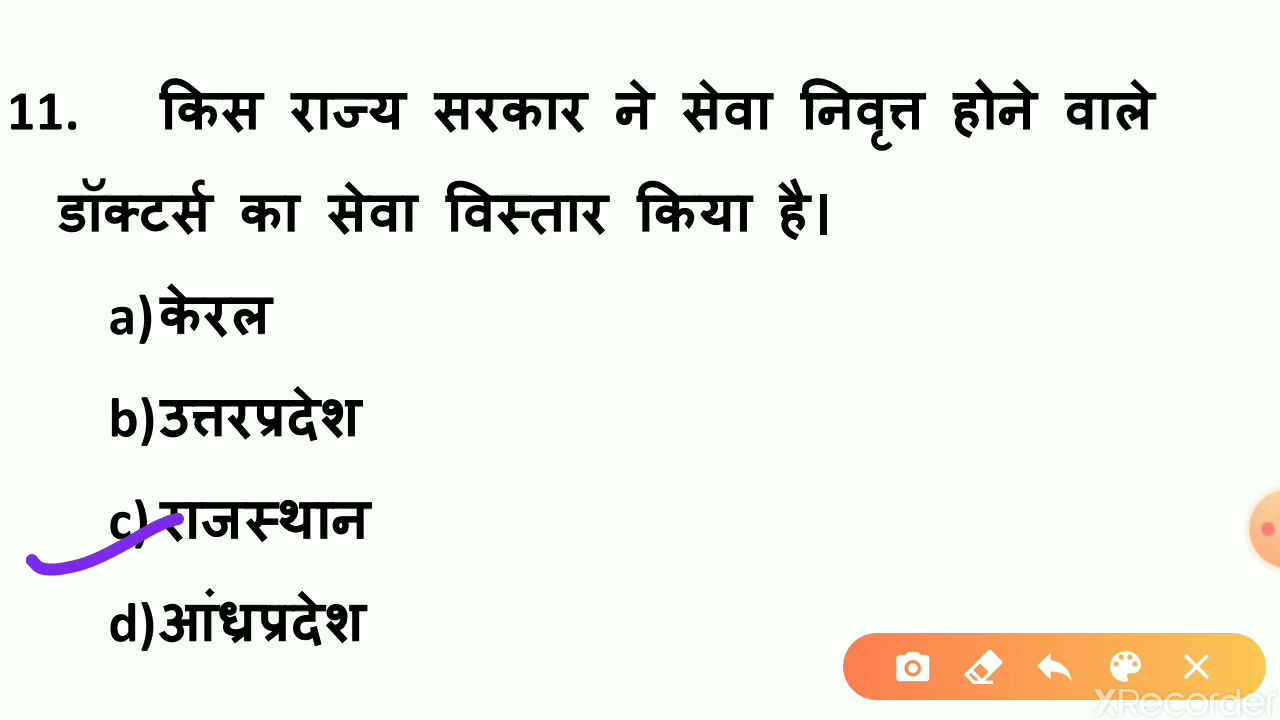 11. किस राज्य सरकार ने सेवा निवृत्त होने वाले
डॉक्टर्स का सेवा विस्तार किया है।
a) केरल
b) उत्तरप्रदेश
c) राजस्थान
d) आंध्रप्रदेश
XRecorder